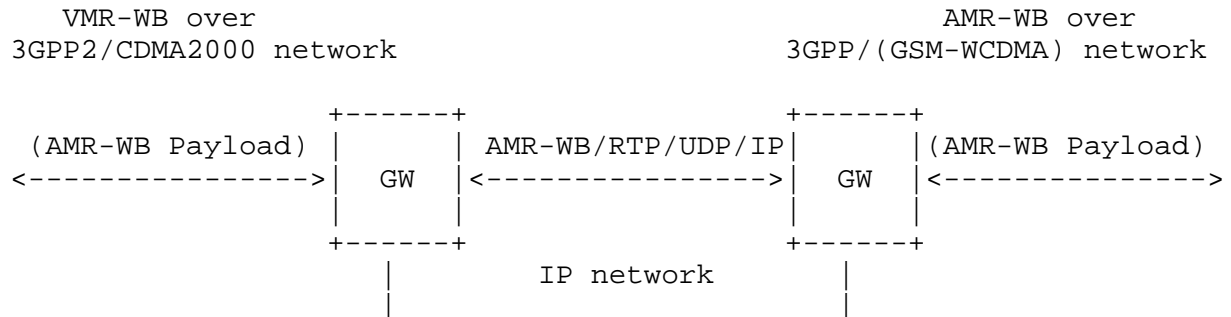 VMR-WB over                                     AMR-WB over
3GPP2/CDMA2000 network                      3GPP/(GSM-WCDMA) network

                   +------+                  +------+
 (AMR-WB Payload)  |      | AMR-WB/RTP/UDP/IP|      |(AMR-WB Payload)
<----------------->|  GW  |<---------------->|  GW  |<--------------->
                   |      |                  |      |
                   +------+                  +------+
                      |       IP network        |
                      |                         |